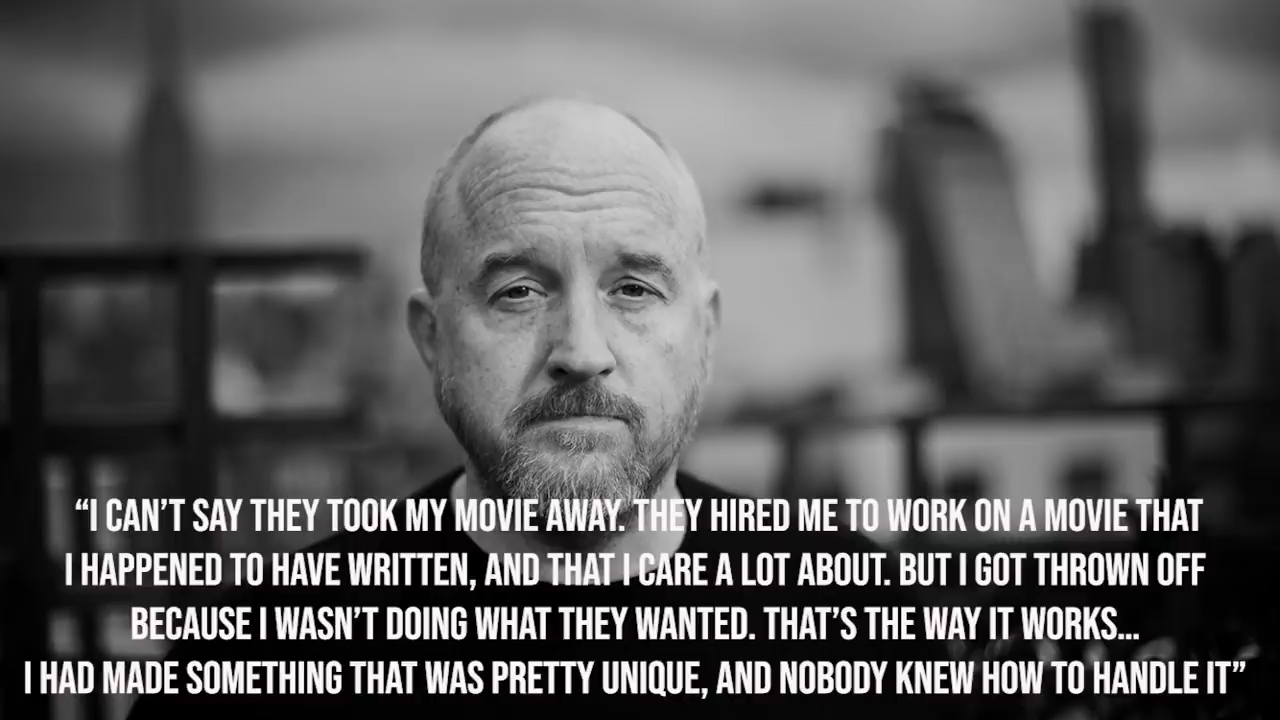 “I CAN’T SAY THEY TOOK MY MOVIE AWAY. THEY HIRED ME TO WORK ON A MOVIE THAT
I HAPPENED TO HAVE WRITTEN, AND THAT I CARE A LOT ABOUT. BUT I GOT THROWN OFF
BECAUSE I WASN’T DOING WHAT THEY WANTED. THAT’S THE WAY IT WORKS...
I HAD MADE SOMETHING THAT WAS PRETTY UNIQUE, AND NOBODY KNEW HOW TO HANDLE IT”